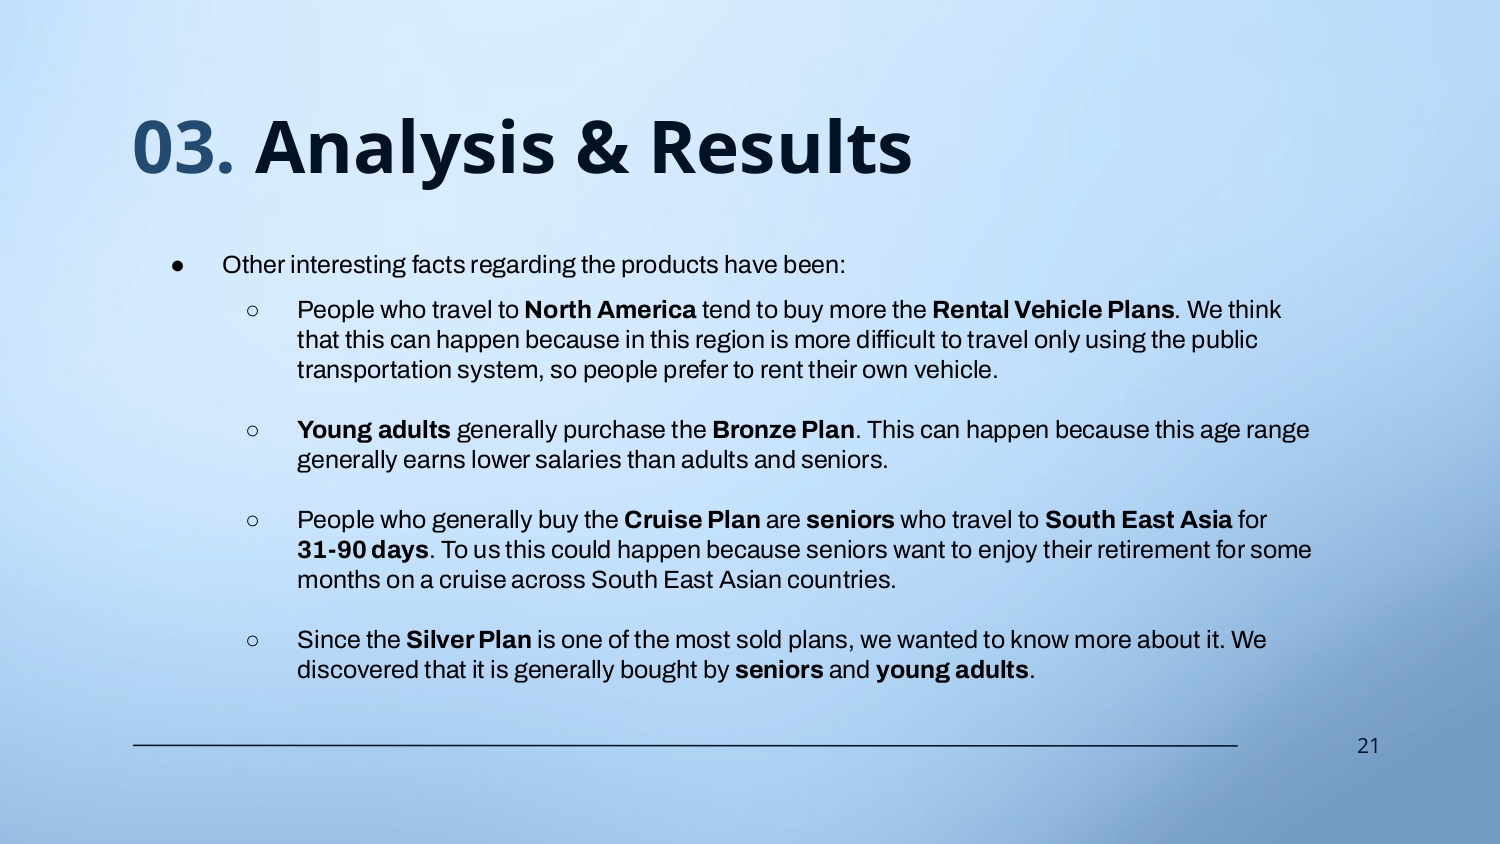 03. Analysis & Results
● Other interesting facts regarding the products have been:
○ People who travel to North America tend to buy more the Rental Vehicle Plans. We think
that this can happen because in this region is more difficult to travel only using the public
transportation system, so people prefer to rent their own vehicle.
○ Young adults generally purchase the Bronze Plan. This can happen because this age range
generally earns lower salaries than adults and seniors.
○ People who generally buy the Cruise Plan are seniors who travel to South East Asia for
31-90 days. To us this could happen because seniors want to enjoy their retirement for some
months on a cruise across South East Asian countries.
○ Since the Silver Plan is one of the most sold plans, we wanted to know more about it. We
discovered that it is generally bought by seniors and young adults.
21